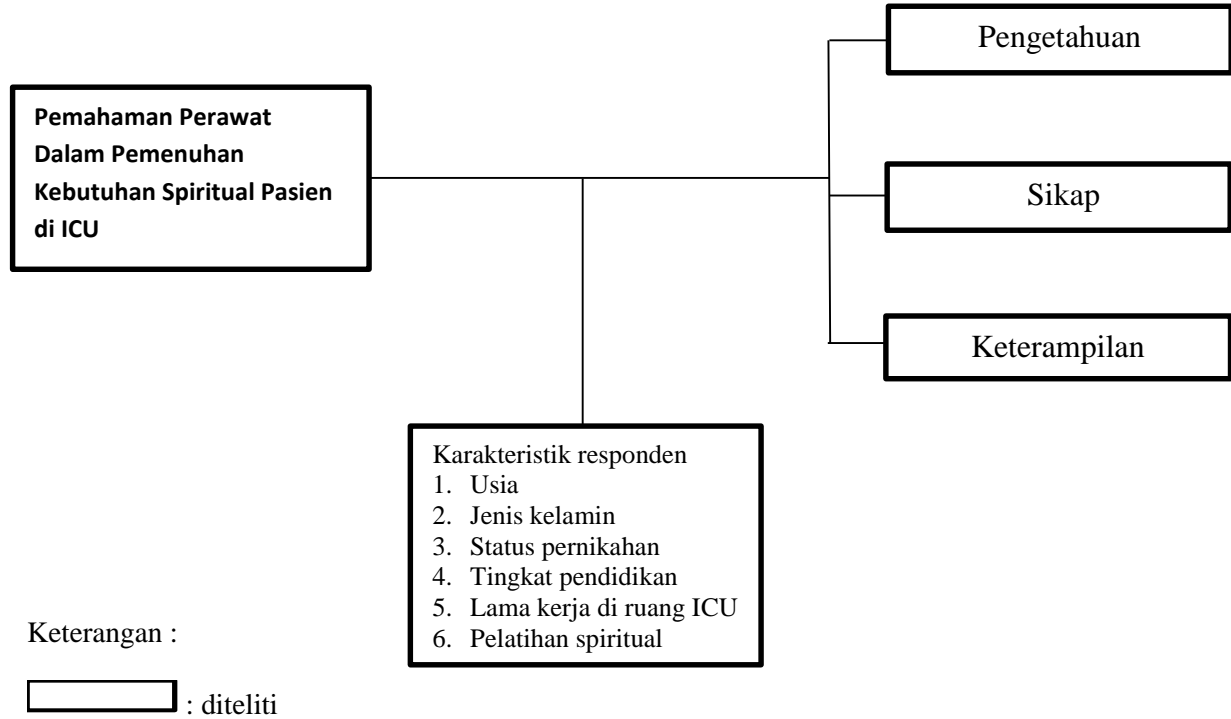 Pengetahuan
Pemahaman Perawat
Dalam Pemenuhan
Kebutuhan Spiritual Pasien
di ICU
Sikap
Keterampilan
Karakteristik responden
1. Usia
2. Jenis kelamin
3. Status pernikahan
4. Tingkat pendidikan
5. Lama kerja di ruang ICU
6. Pelatihan spiritual
Keterangan :
: diteliti